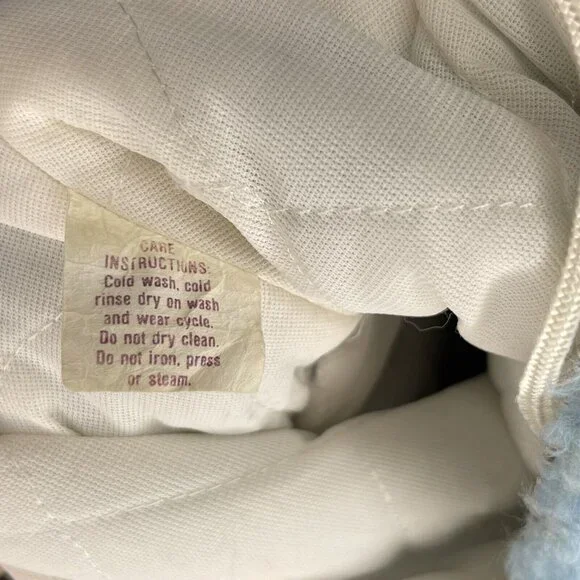 CARE
INSTRUCTIONS:
Cold wash, cold
rinse dry on wash
and wear cycle.
Do not dry clean.
Do not iron, press
or steam.